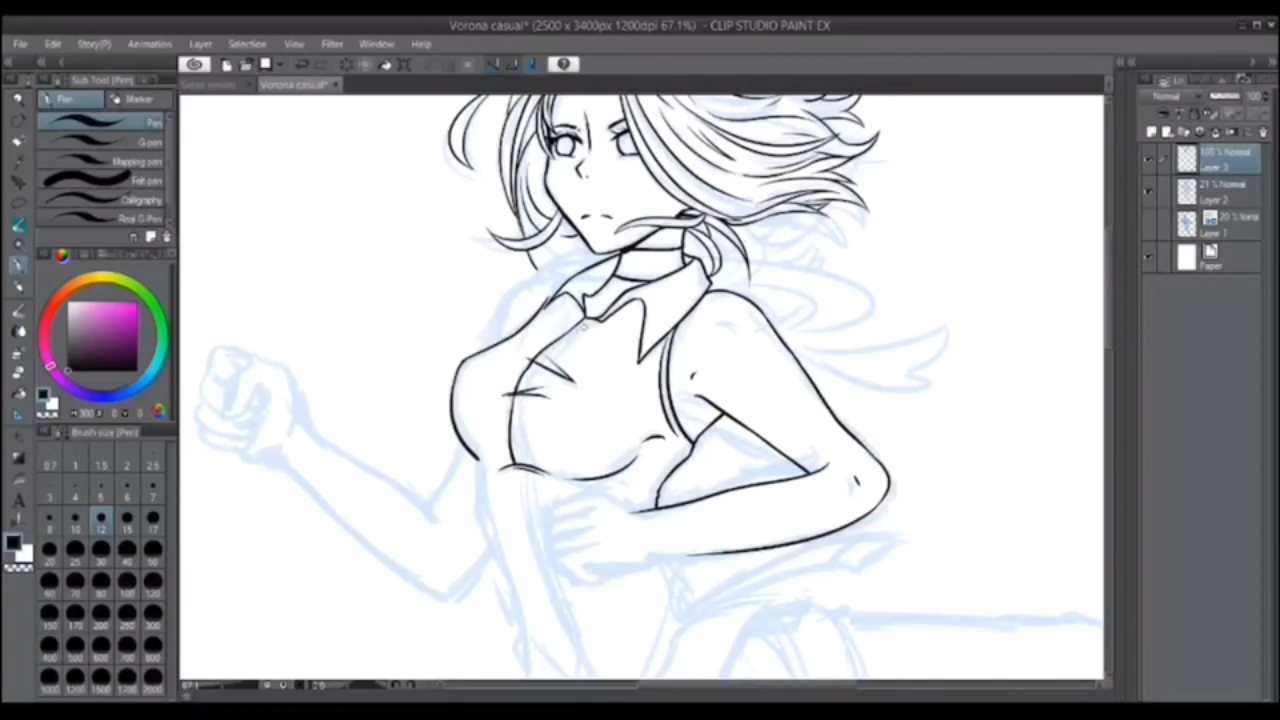 Vorona casual* (2500 x 3400px 1200dpi 67.1%) - CLIP STUDIO PAINT EX
File Edit Story(P) Animation Layer Selection View Filter Window Help
Sub Tool [Pen]
Vorona casual*
Pen Marker
Pen
G-pen
Mapping pen
Felt pen
Calligraphy
Real G-Pen
Normal 100
100 % Normal
Layer 3
21 % Normal
Layer 2
20 % Normal
Layer 1
Paper
H 300 S 0 V 0
Brush size [Pen]
0.7 1 1.5 2 2.5
3 4 5 6 7
8 10 12 15 17
20 25 30 40 50
60 70 80 100 120
150 170 200 250 300
400 500 600 700 800
1000 1200 1500 1700 2000